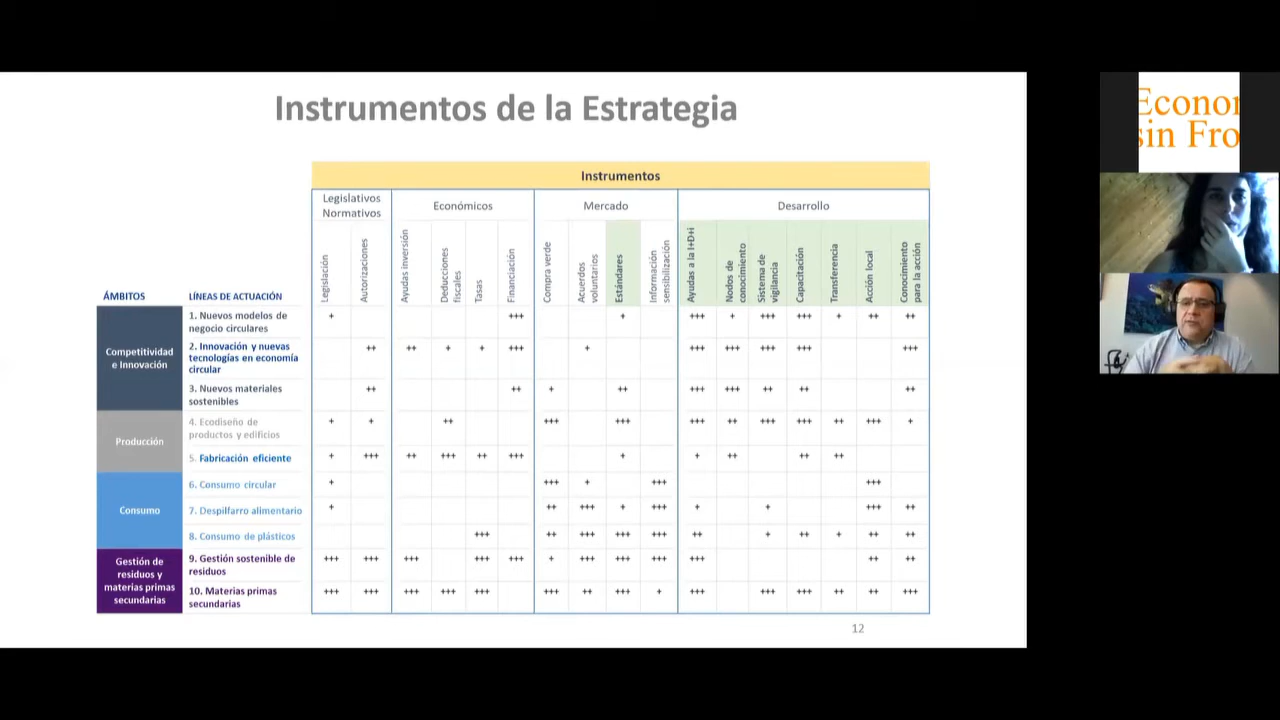 Instrumentos de la Estrategia
Instrumentos
Legislativos
Normativos
Económicos
Mercado
Desarrollo
Legislación
Autorizaciones
Ayudas inversión
Deducciones
fiscales
Tasas
Financiación
Compra verde
Acuerdos
voluntarios
Estándares
Información
sensibilización
Ayudas a la I+D+i
Nodos de
conocimiento
Sistema de
vigilancia
Capacitación
Transferencia
Acción local
Conocimiento
para la acción
ÁMBITOS
LÍNEAS DE ACTUACIÓN
Competitividad
e Innovación
1. Nuevos modelos de
negocio circulares
+ +++ + +++ + +++ +++ + ++ ++
2. Innovación y nuevas
tecnologías en economía
circular
++ ++ + + +++ + +++ +++ +++ +++ +++
3. Nuevos materiales
sostenibles
++ ++ + ++ +++ +++ ++ ++ ++
Producción
4. Ecodiseño de
productos y edificios
+ + ++ +++ +++ +++ ++ +++ +++ ++ +++ +
5. Fabricación eficiente
+ +++ ++ +++ ++ +++ + + ++ ++ ++
Consumo
6. Consumo circular
+ +++ + +++ +++
7. Despilfarro alimentario
+ ++ +++ + +++ + + +++ ++
8. Consumo de plásticos
+++ ++ +++ +++ +++ ++ + ++ + ++ ++
Gestión de
residuos y
materias primas
secundarias
9. Gestión sostenible de
residuos
+++ +++ +++ +++ +++ + +++ +++ +++ +++ ++ ++
10. Materias primas
secundarias
+++ +++ +++ +++ +++ +++ ++ +++ + +++ +++ +++ ++ ++ +++
12
Econor
sin Fro